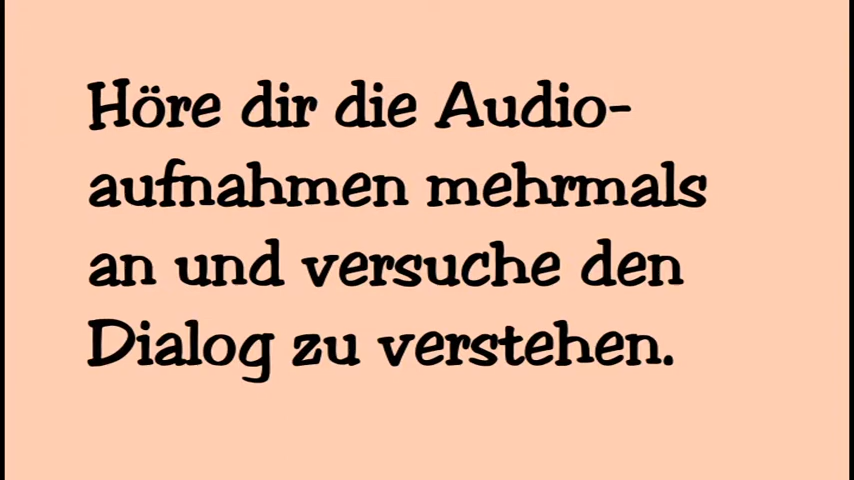 Höre dir die Audio-
aufnahmen mehrmals
an und versuche den
Dialog zu verstehen.